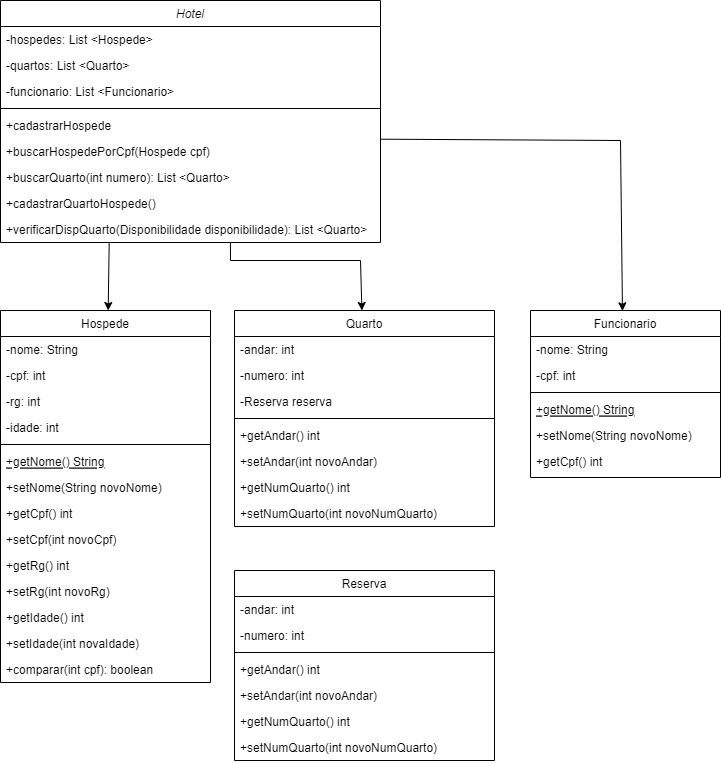 Hotel
-hospedes: List <Hospede>
-quartos: List <Quarto>
-funcionario: List <Funcionario>
+cadastrarHospede
+buscarHospedePorCpf(Hospede cpf)
+buscarQuarto(int numero): List <Quarto>
+cadastrarQuartoHospede()
+verificarDispQuarto(Disponibilidade disponibilidade): List <Quarto>
Hospede
-nome: String
-cpf: int
-rg: int
-idade: int
+getNome() String
+setNome(String novoNome)
+getCpf() int
+setCpf(int novoCpf)
+getRg() int
+setRg(int novoRg)
+getIdade() int
+setIdade(int novaIdade)
+comparar(int cpf): boolean
Quarto
-andar: int
-numero: int
-Reserva reserva
+getAndar() int
+setAndar(int novoAndar)
+getNumQuarto() int
+setNumQuarto(int novoNumQuarto)
Funcionario
-nome: String
-cpf: int
+getNome() String
+setNome(String novoNome)
+getCpf() int
Reserva
-andar: int
-numero: int
+getAndar() int
+setAndar(int novoAndar)
+getNumQuarto() int
+setNumQuarto(int novoNumQuarto)